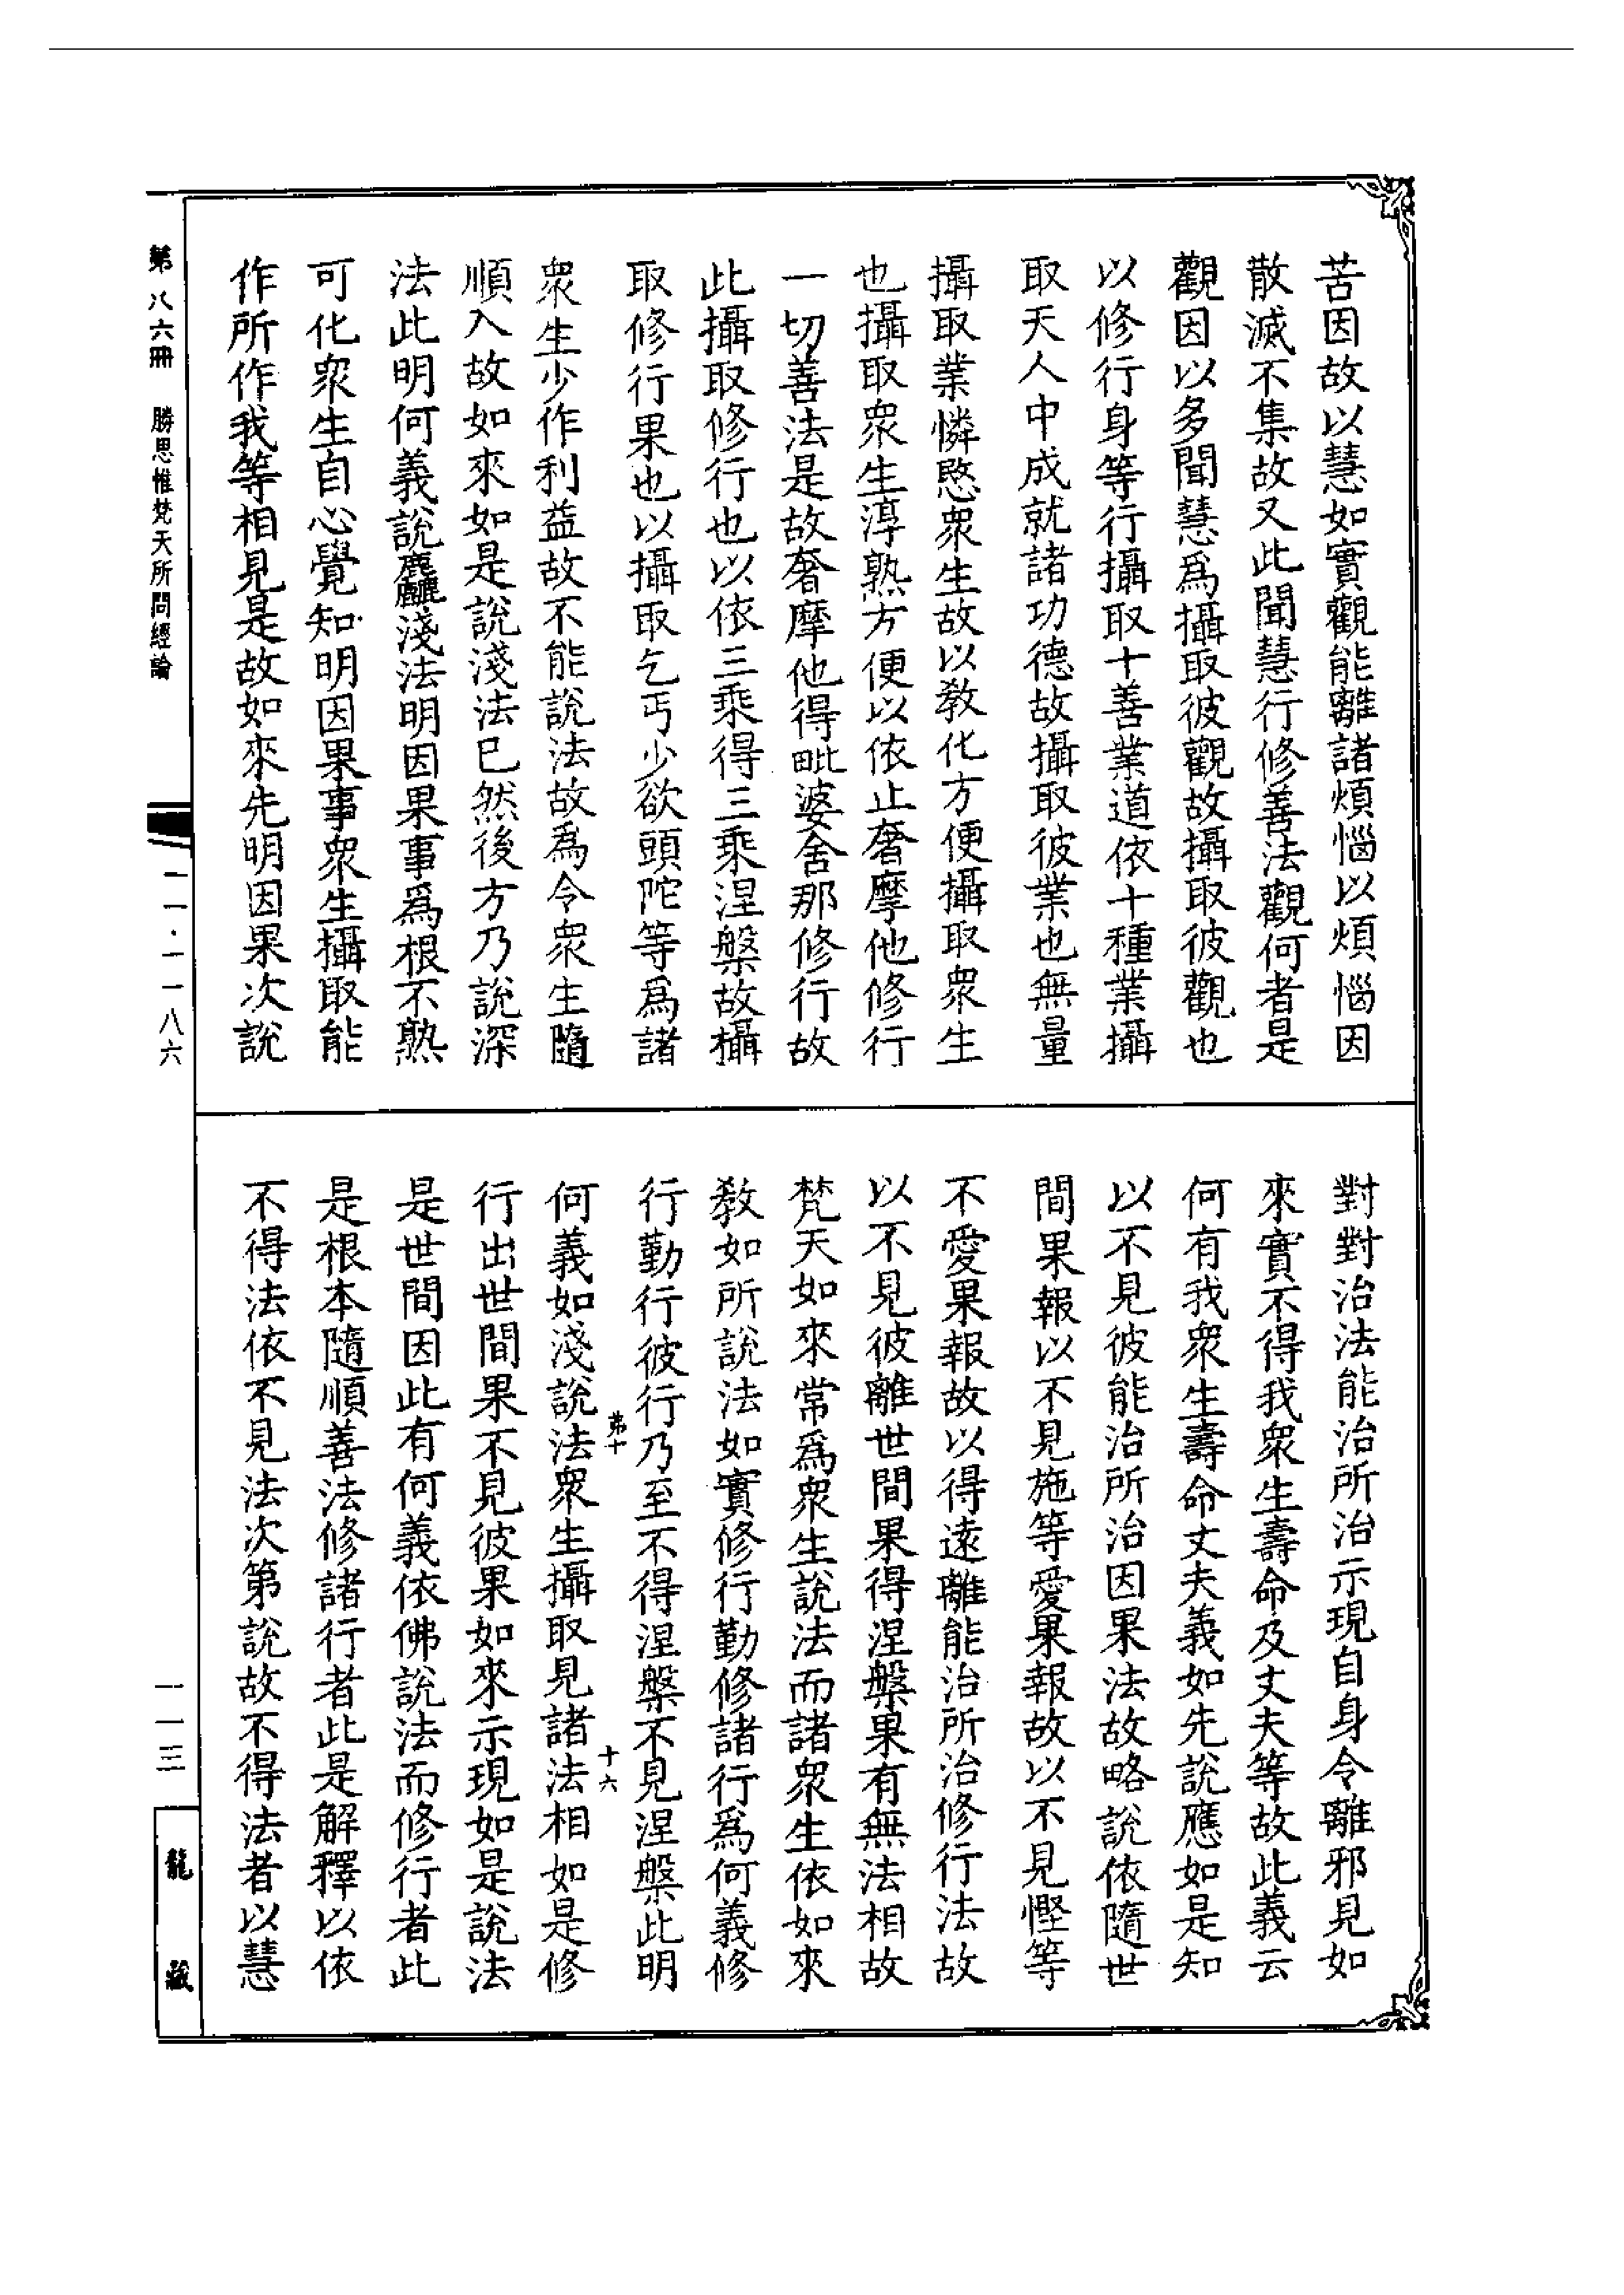 苦因故以慧如實觀能離諸煩惱以煩惱因
散滅不集故又此聞慧行修善法觀何者是
觀因以多聞慧爲攝取彼觀故攝取彼觀也
以修行身等行攝取十善業道依十種業攝
取天人中成就諸功德故攝取彼業也無量
攝取業憐愍衆生故以教化方便攝取衆生
也攝取衆生淳熟方便以依止奢摩他修行
一切善法是故奢摩他得毗婆舍那修行故
此攝取修行也以依三乘得三乘涅槃故攝
取修行果也以攝取乞丐少欲頭陀等爲諸
衆生少作利益故不能說法故爲令衆生隨
順入故如來如是說淺法已然後方乃說深
法此明何義說麤淺法明因果事爲根不熟
可化衆生自心覺知明因果事衆生攝取能
作所作我等相見是故如來先明因果次說
對對治法能治所治示現自身令離邪見如
來實不得我衆生壽命及丈夫等故此義云
何有我衆生壽命丈夫義如先說應如是知
以不見彼能治所治因果法故略說依隨世
間果報以不見施等愛果報故以不見慳等
不愛果報故以得遠離能治所治修行法故
以不見彼離世間果得涅槃果有無法相故
梵天如來常爲衆生說法而諸衆生依如來
教如所說法如實修行勤修諸行爲何義修
行勤行彼行乃至不得涅槃不見涅槃此明
何義如淺說法衆生攝取見諸法相如是修
行出世間果不見彼果如來示現如是說法
是世間因此有何義依佛說法而修行者此
是根本隨順善法修諸行者此是解釋以依
不得法依不見法次第說故不得法者以慧
第十
十六
第八六冊 勝思惟梵天所問經論
一一·一一八六
一一三
龍藏